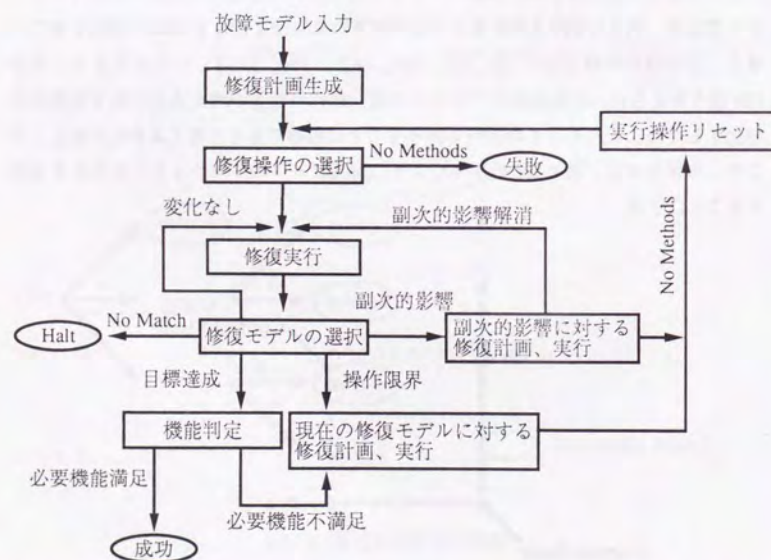 故障モデル入力
修復計画生成
実行操作リセット
修復操作の選択
No Methods
失敗
No Methods
変化なし
副次的影響解消
修復実行
副次的影響
Halt
No Match
修復モデルの選択
副次的影響に対する
修復計画、実行
目標達成
操作限界
機能判定
現在の修復モデルに対する
修復計画、実行
必要機能満足
必要機能不満足
成功